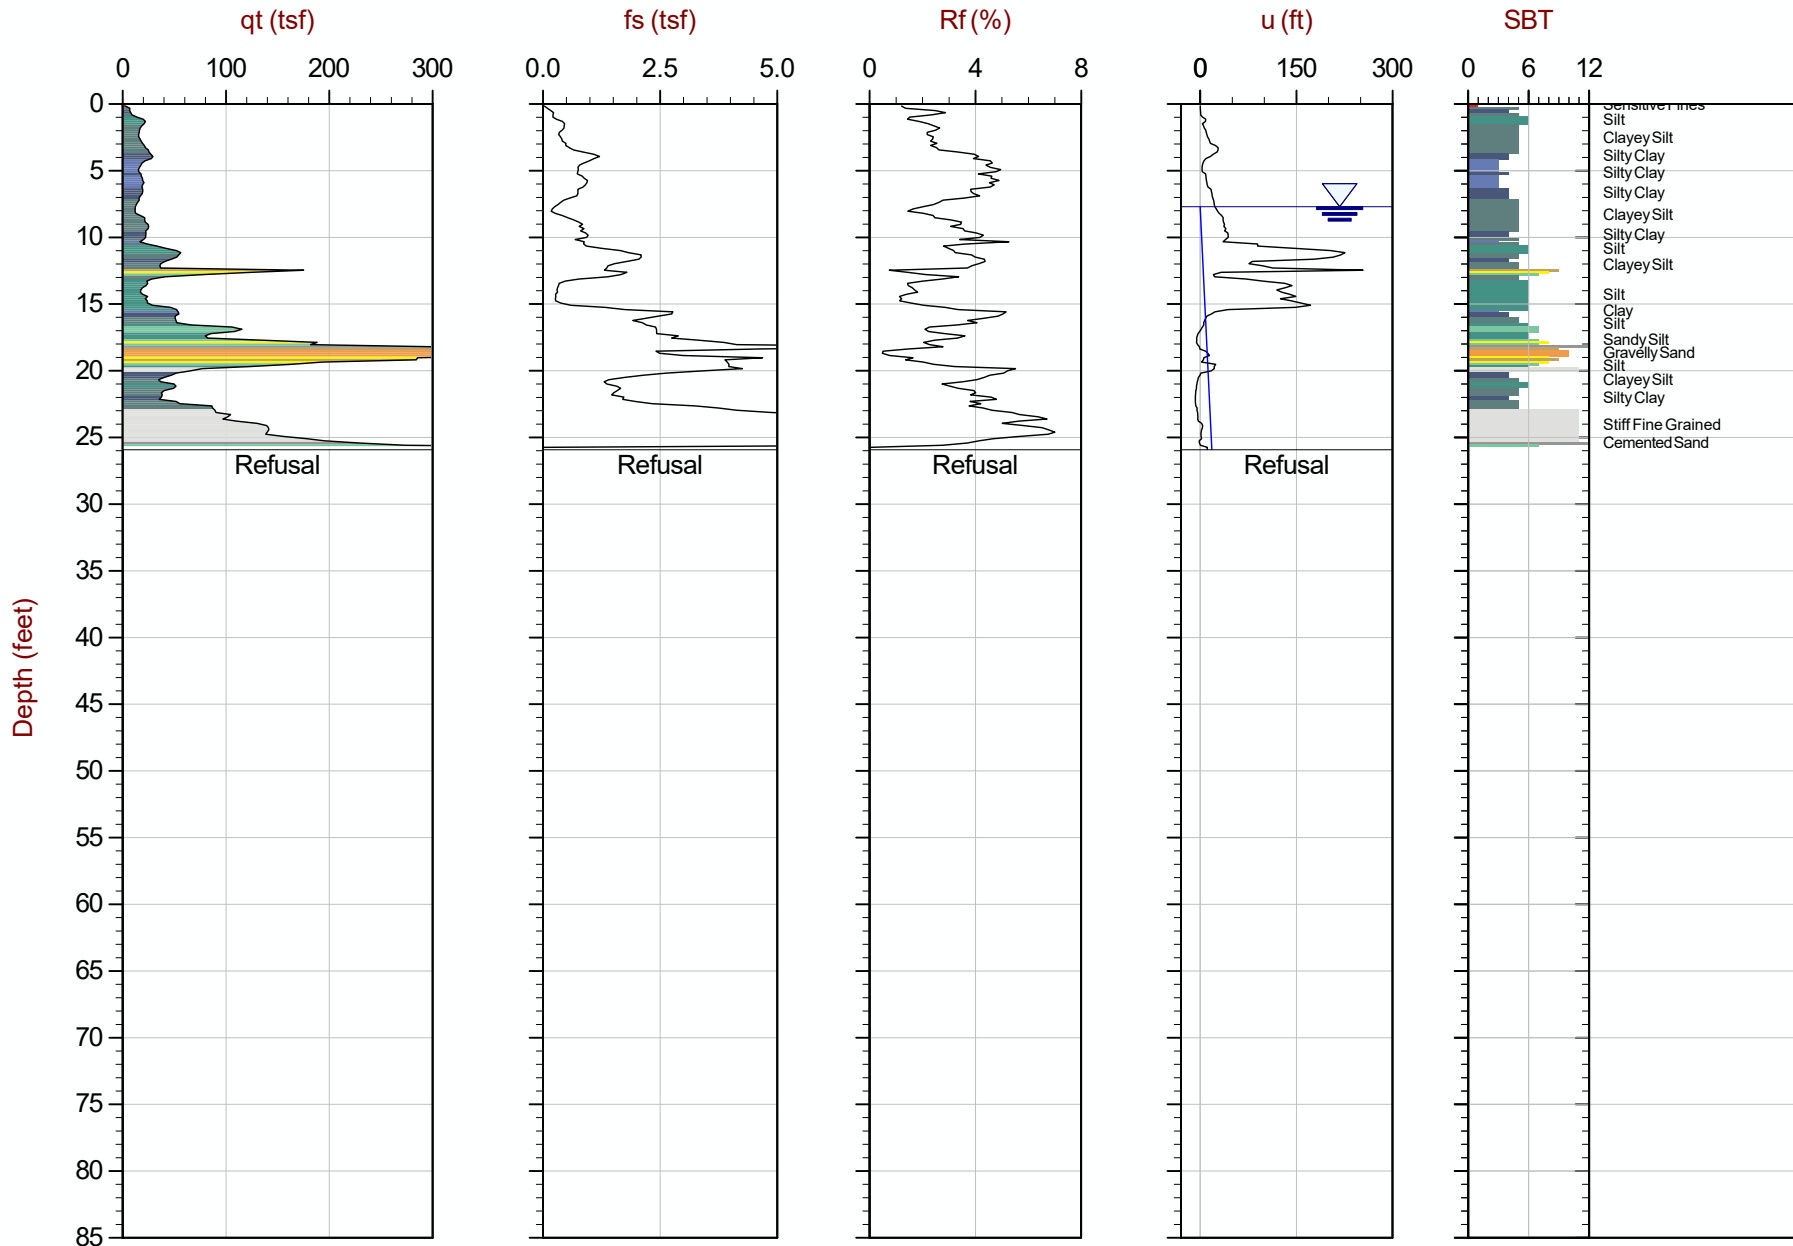 qt (tsf)
fs (tsf)
Rf (%)
u (ft)
SBT
0 100 200 300
0.0 2.5 5.0
0 4 8
0 150 300
0 6 12
Depth (feet)
0
5
10
15
20
25
30
35
40
45
50
55
60
65
70
75
80
85
Refusal
Refusal
Refusal
Refusal
Sensitive Fines
Silt
Clayey Silt
Silty Clay
Silty Clay
Silty Clay
Clayey Silt
Silty Clay
Silt
Clayey Silt
Silt
Clay
Silt
Sandy Silt
Gravelly Sand
Silt
Clayey Silt
Silty Clay
Stiff Fine Grained
Cemented Sand